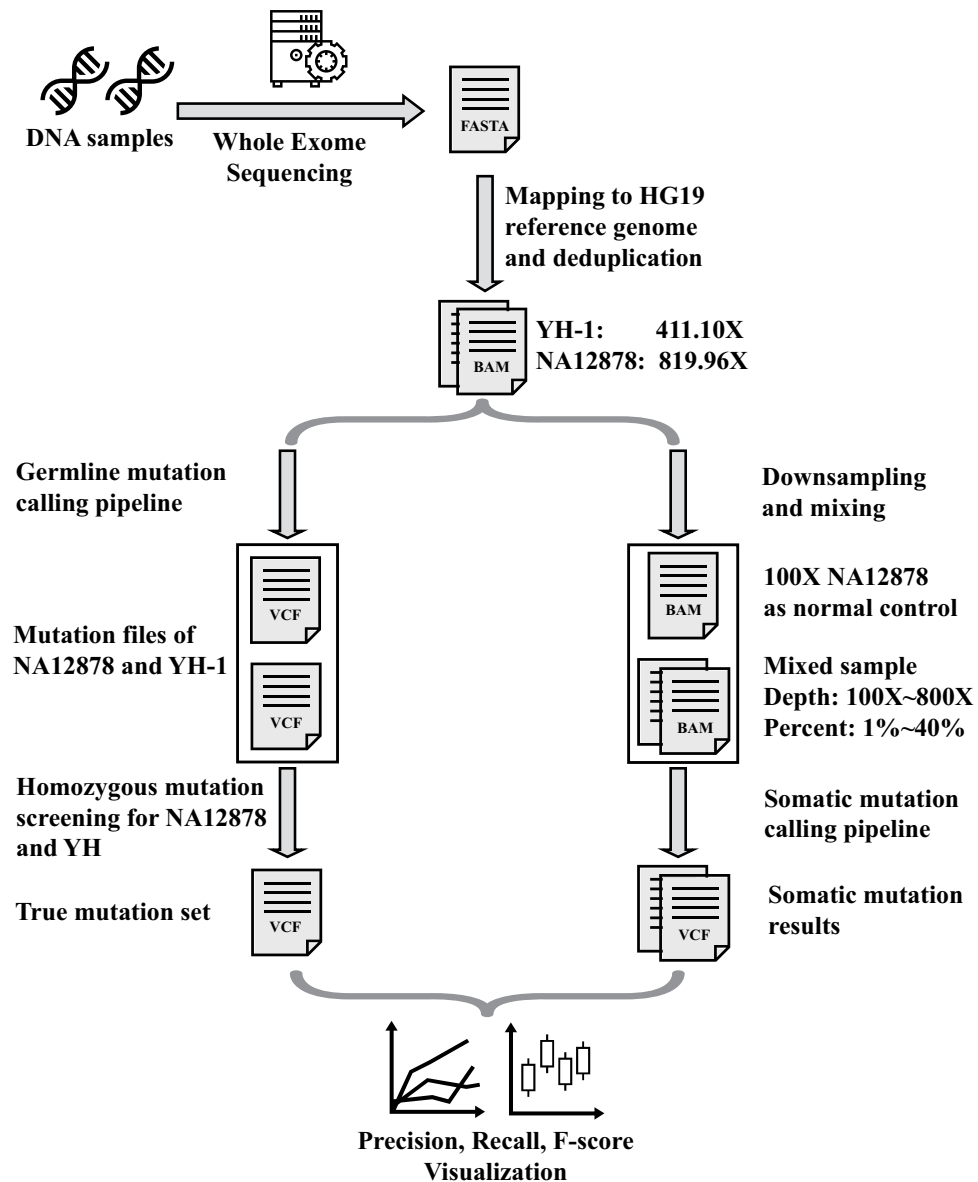 DNA samples
Whole Exome
Sequencing
FASTA
Mapping to HG19
reference genome
and deduplication
BAM
YH-1: 411.10X
NA12878: 819.96X
Germline mutation
calling pipeline
Downsampling
and mixing
VCF
VCF
Mutation files of
NA12878 and YH-1
BAM
100X NA12878
as normal control
BAM
Mixed sample
Depth: 100X~800X
Percent: 1%~40%
Homozygous mutation
screening for NA12878
and YH
Somatic mutation
calling pipeline
True mutation set
VCF
VCF
Somatic mutation
results
Precision, Recall, F-score
Visualization